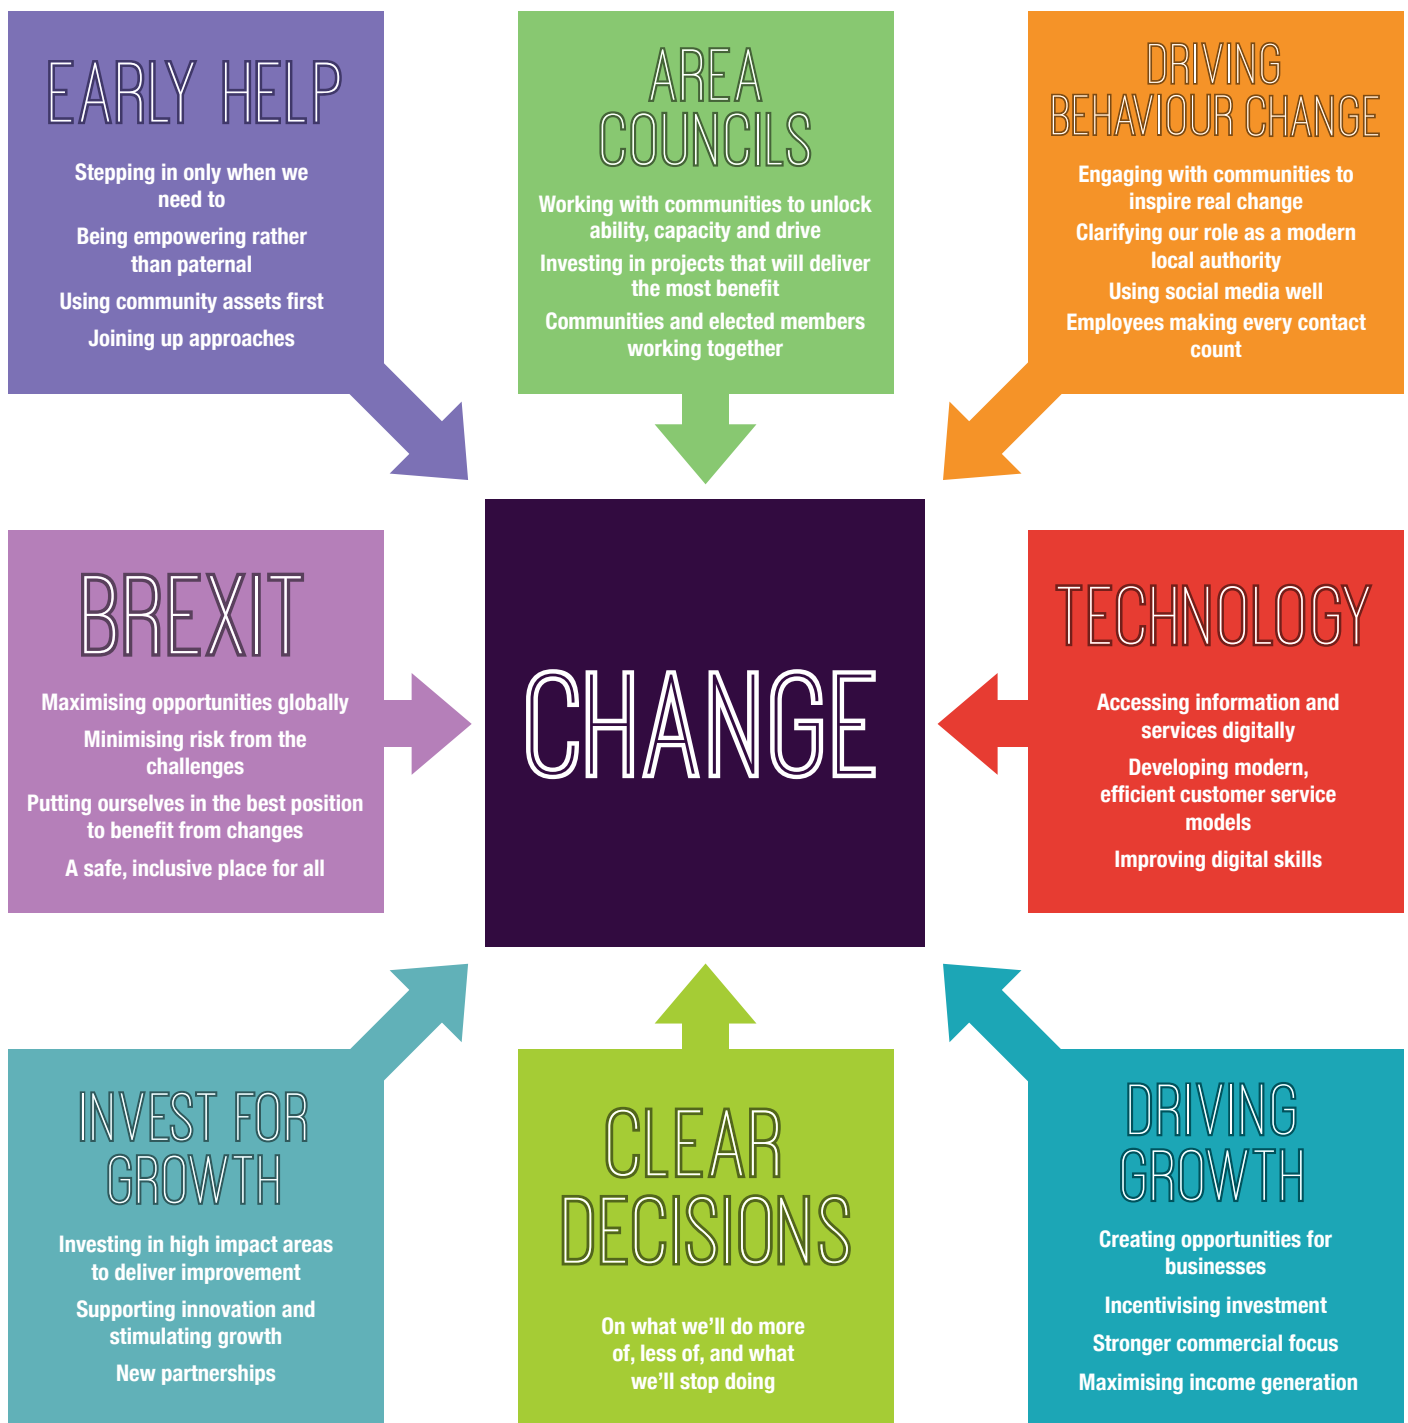 EARLY HELP
Stepping in only when we
need to
Being empowering rather
than paternal
Using community assets first
Joining up approaches
AREA
COUNCILS
Working with communities to unlock
ability, capacity and drive
Investing in projects that will deliver
the most benefit
Communities and elected members
working together
DRIVING
BEHAVIOUR CHANGE
Engaging with communities to
inspire real change
Clarifying our role as a modern
local authority
Using social media well
Employees making every contact
count
BREXIT
Maximising opportunities globally
Minimising risk from the
challenges
Putting ourselves in the best position
to benefit from changes
A safe, inclusive place for all
CHANGE
TECHNOLOGY
Accessing information and
services digitally
Developing modern,
efficient customer service
models
Improving digital skills
INVEST FOR
GROWTH
Investing in high impact areas
to deliver improvement
Supporting innovation and
stimulating growth
New partnerships
CLEAR
DECISIONS
On what we'll do more
of, less of, and what
we'll stop doing
DRIVING
GROWTH
Creating opportunities for
businesses
Incentivising investment
Stronger commercial focus
Maximising income generation